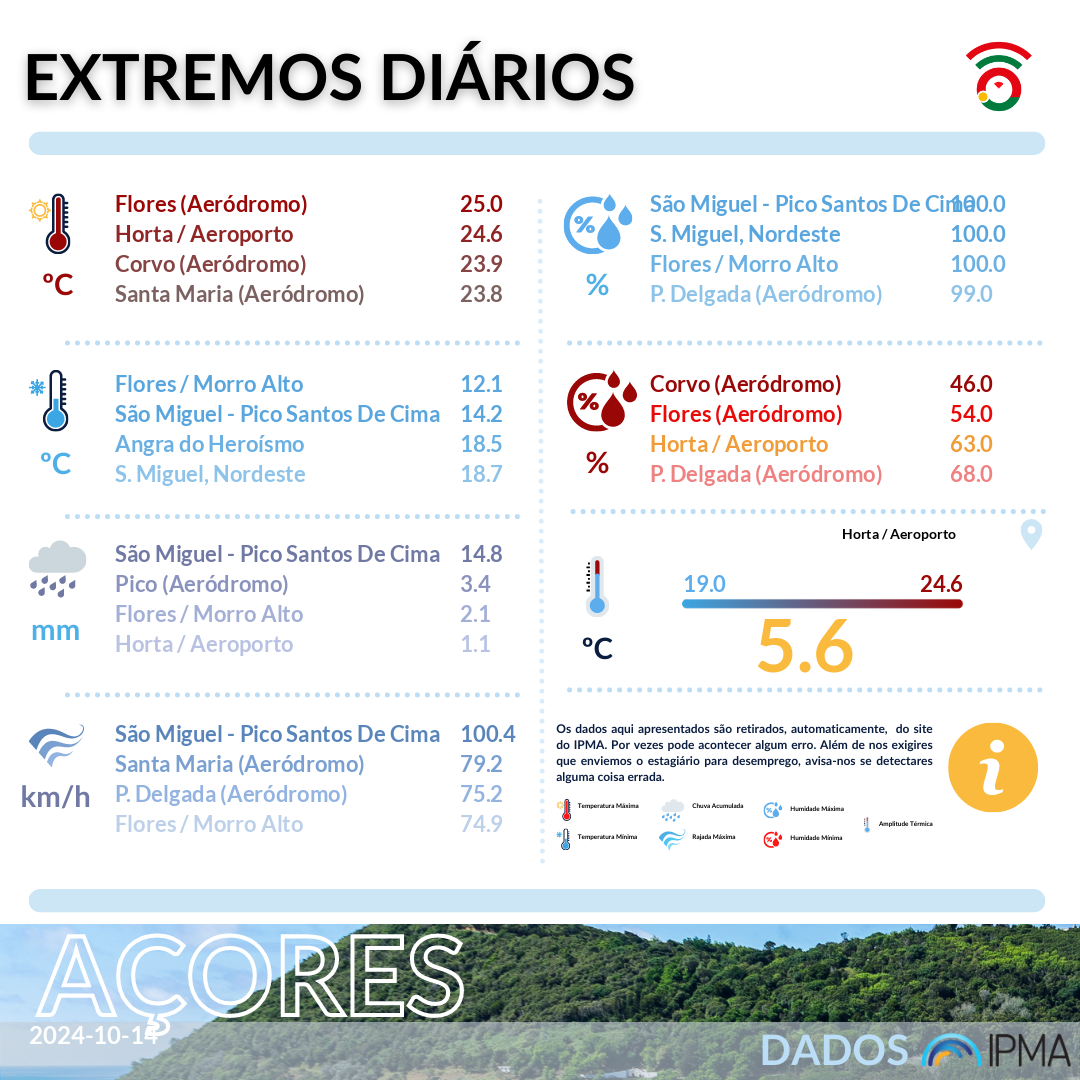 EXTREMOS DIÁRIOS
Flores (Aeródromo) 25.0
Horta / Aeroporto 24.6
Corvo (Aeródromo) 23.9
Santa Maria (Aeródromo) 23.8
ºC
Flores / Morro Alto 12.1
São Miguel - Pico Santos De Cima 14.2
Angra do Heroísmo 18.5
S. Miguel, Nordeste 18.7
ºC
São Miguel - Pico Santos De Cima 14.8
Pico (Aeródromo) 3.4
Flores / Morro Alto 2.1
Horta / Aeroporto 1.1
mm
São Miguel - Pico Santos De Cima 100.4
Santa Maria (Aeródromo) 79.2
P. Delgada (Aeródromo) 75.2
Flores / Morro Alto 74.9
km/h
%
São Miguel - Pico Santos De Cima 100.0
S. Miguel, Nordeste 100.0
Flores / Morro Alto 100.0
P. Delgada (Aeródromo) 99.0
%
%
Corvo (Aeródromo) 46.0
Flores (Aeródromo) 54.0
Horta / Aeroporto 63.0
P. Delgada (Aeródromo) 68.0
%
Horta / Aeroporto
19.0 24.6
5.6
ºC
Os dados aqui apresentados são retirados, automaticamente, do site
do IPMA. Por vezes pode acontecer algum erro. Além de nos exigires
que enviemos o estagiário para desemprego, avisa-nos se detectares
alguma coisa errada.
i
Temperatura Máxima Chuva Acumulada Humidade Máxima
Amplitude Térmica
Temperatura Mínima Rajada Máxima Humidade Mínima
AÇORES
2024-10-14
DADOS IPMA